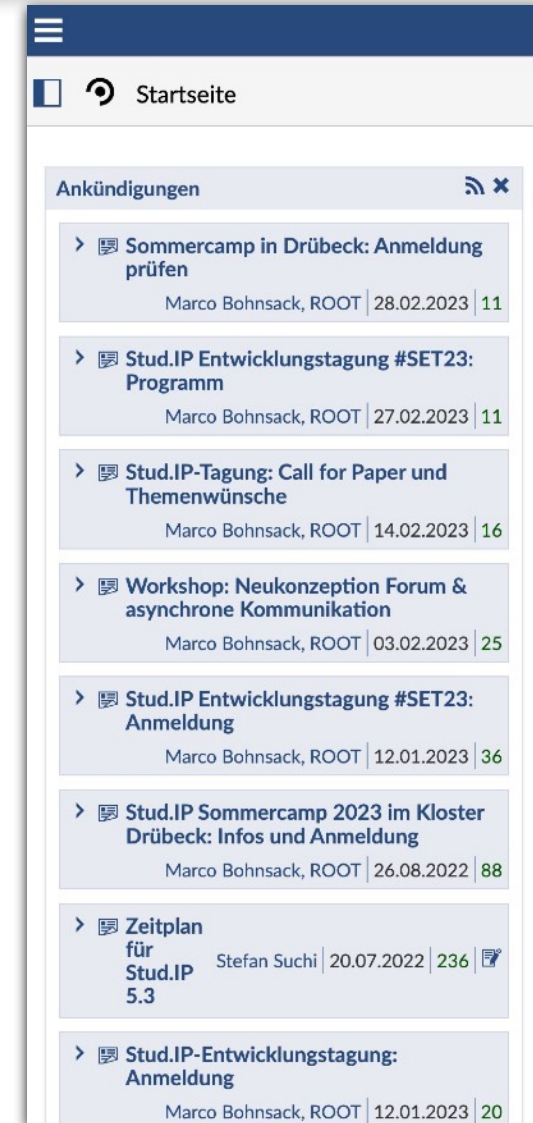 Startseite
Ankündigungen
Sommercamp in Drübeck: Anmeldung
prüfen
Marco Bohnsack, ROOT 28.02.2023 11
Stud.IP Entwicklungstagung #SET23:
Programm
Marco Bohnsack, ROOT 27.02.2023 11
Stud.IP-Tagung: Call for Paper und
Themenwünsche
Marco Bohnsack, ROOT 14.02.2023 16
Workshop: Neukonzeption Forum &
asynchrone Kommunikation
Marco Bohnsack, ROOT 03.02.2023 25
Stud.IP Entwicklungstagung #SET23:
Anmeldung
Marco Bohnsack, ROOT 12.01.2023 36
Stud.IP Sommercamp 2023 im Kloster
Drübeck: Infos und Anmeldung
Marco Bohnsack, ROOT 26.08.2022 88
Zeitplan
für
Stud.IP
5.3
Stefan Suchi 20.07.2022 236
Stud.IP-Entwicklungstagung:
Anmeldung
Marco Bohnsack, ROOT 12.01.2023 20